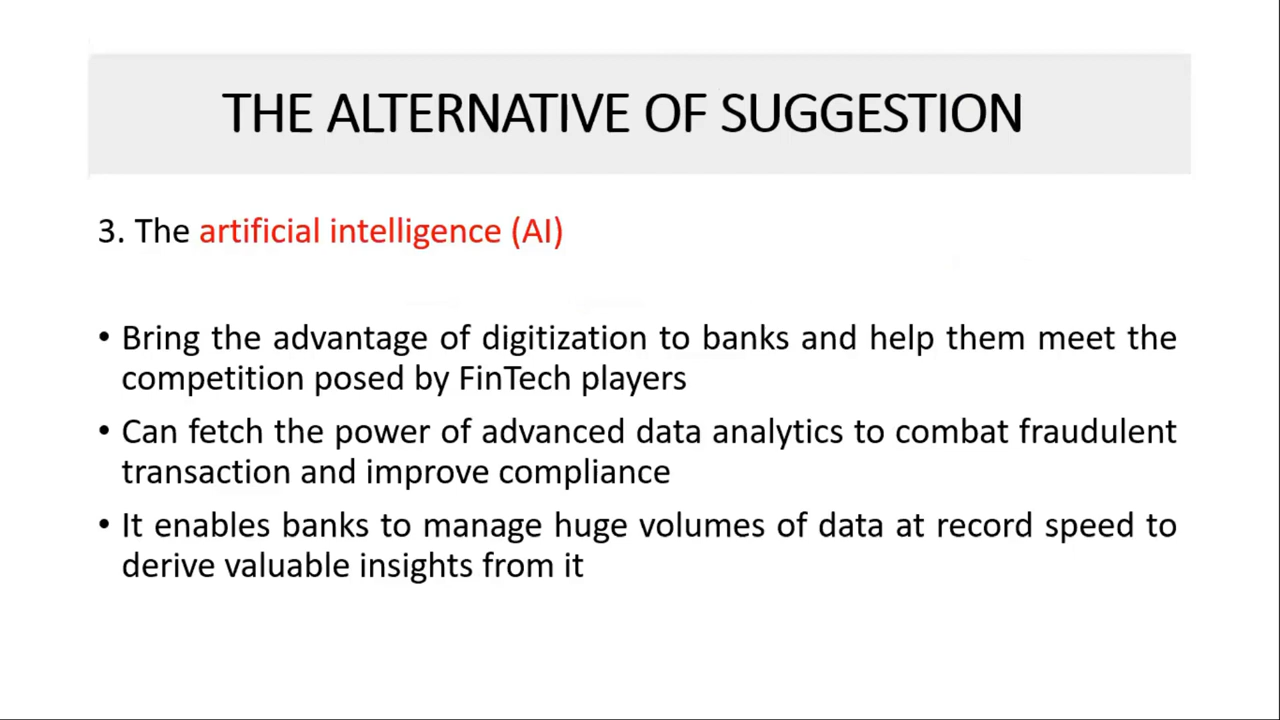 THE ALTERNATIVE OF SUGGESTION
3. The artificial intelligence (AI)
• Bring the advantage of digitization to banks and help them meet the
competition posed by FinTech players
• Can fetch the power of advanced data analytics to combat fraudulent
transaction and improve compliance
• It enables banks to manage huge volumes of data at record speed to
derive valuable insights from it